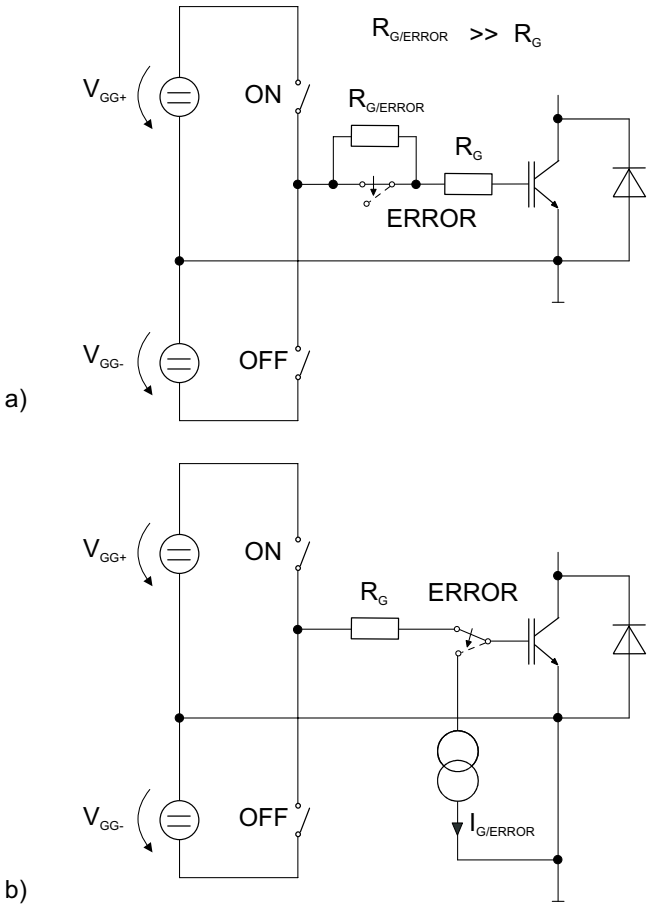 R_G/ERROR >> R_G
V_GG+
ON
R_G/ERROR
R_G
ERROR
V_GG-
OFF
a)
V_GG+
ON
R_G
ERROR
V_GG-
OFF
I_G/ERROR
b)